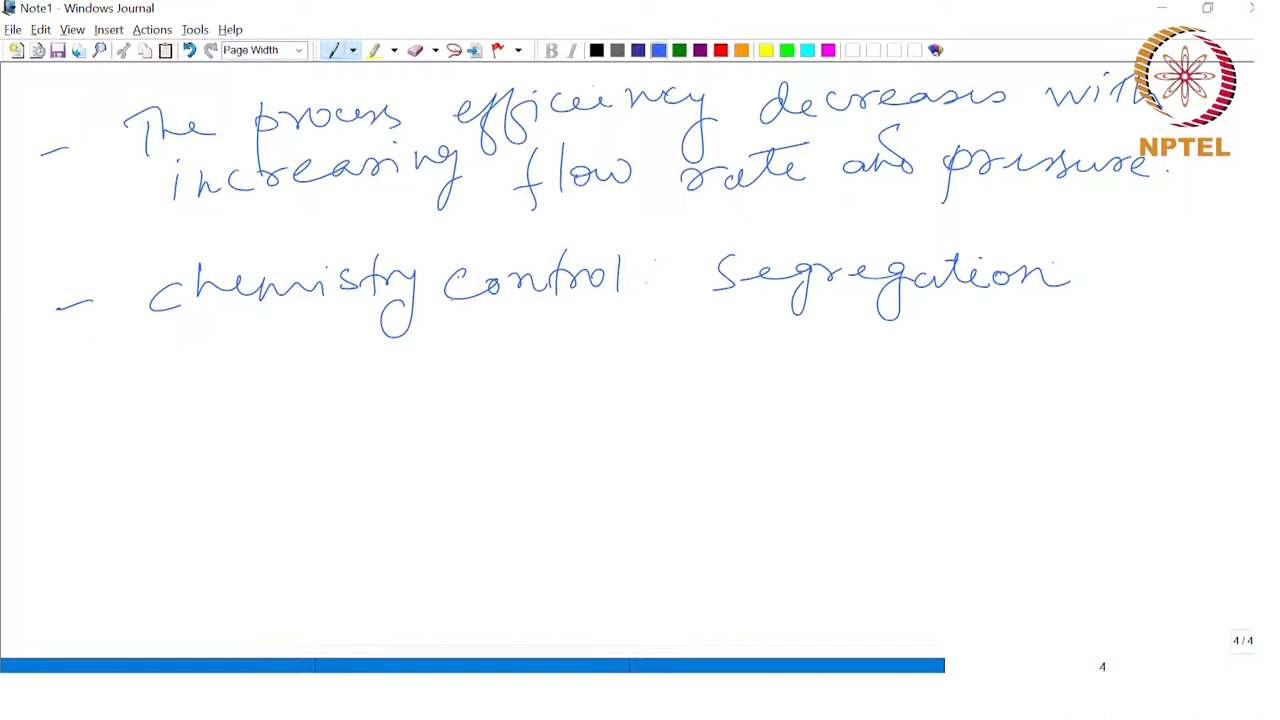 Note1 - Windows Journal
File Edit View Insert Actions Tools Help
Page Width
B I
NPTEL
- The process efficiency decreases with
increasing flow rate and pressure.
- Chemistry Control: Segregation
4/4
4